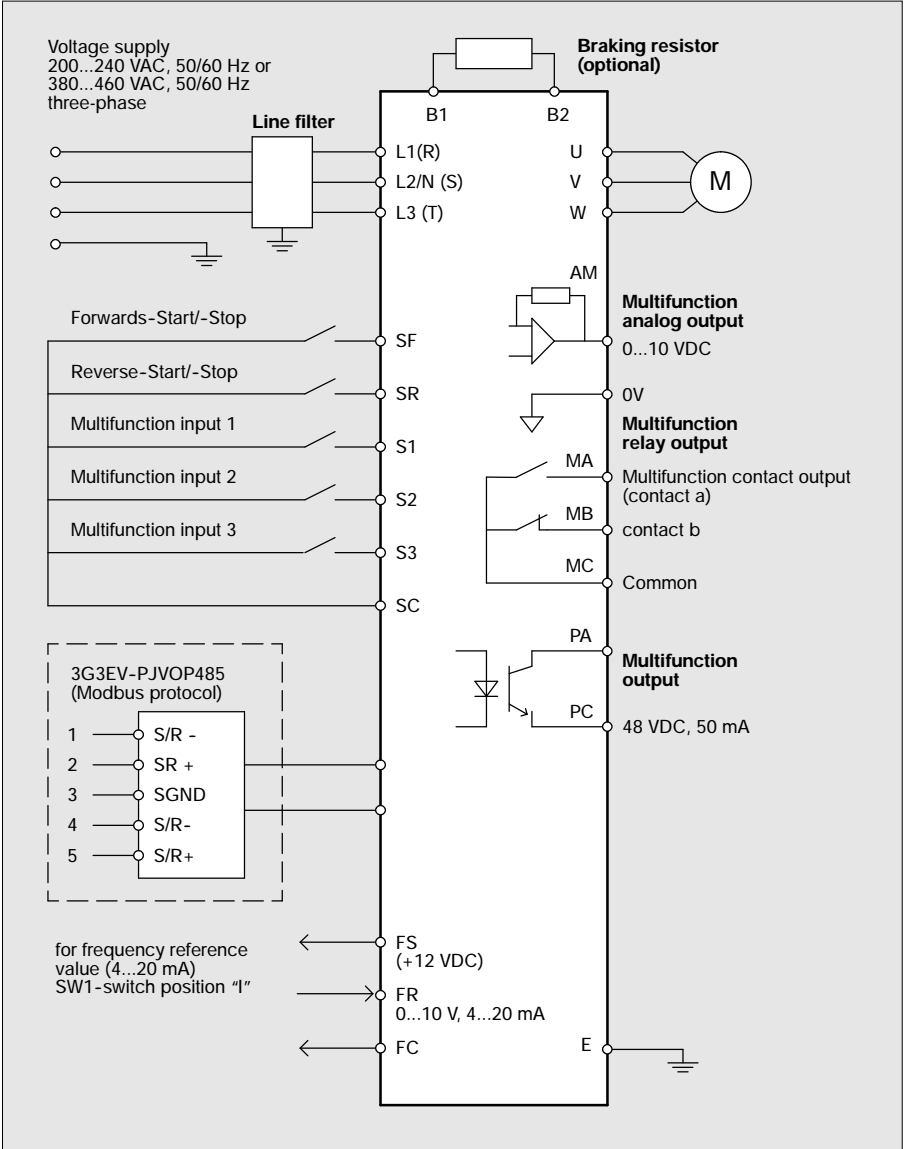 Voltage supply
200...240 VAC, 50/60 Hz or
380...460 VAC, 50/60 Hz
three-phase
Braking resistor
(optional)
Line filter
B1
B2
L1(R)
L2/N (S)
L3 (T)
U
V
W
M
AM
Multifunction
analog output
0...10 VDC
0V
Forwards-Start/-Stop
SF
Reverse-Start/-Stop
SR
Multifunction input 1
S1
Multifunction input 2
S2
Multifunction input 3
S3
SC
Multifunction
relay output
MA
Multifunction contact output
(contact a)
MB
contact b
MC
Common
PA
Multifunction
output
PC
48 VDC, 50 mA
3G3EV-PJVOP485
(Modbus protocol)
1 S/R -
2 SR +
3 SGND
4 S/R-
5 S/R+
for frequency reference
value (4...20 mA)
SW1-switch position “I”
FS
(+12 VDC)
FR
0...10 V, 4...20 mA
FC
E